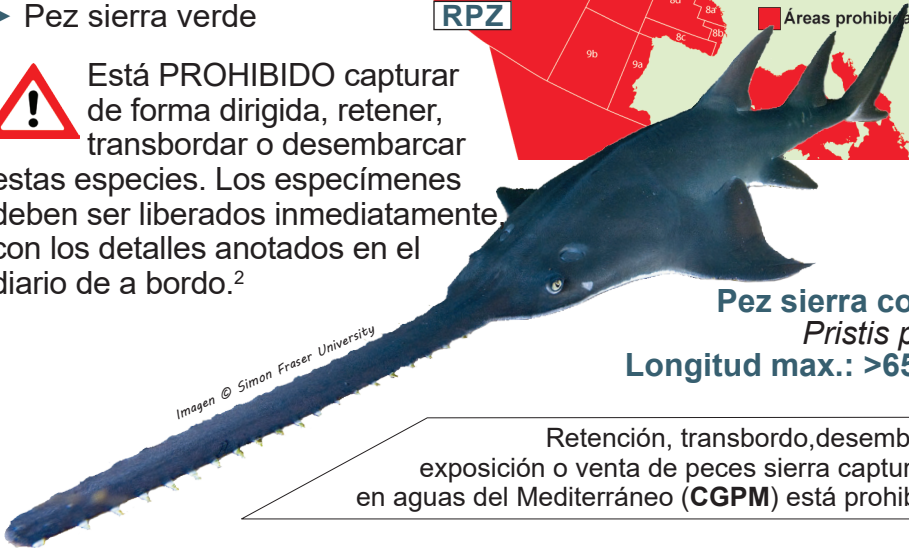 Pez sierra verde
RPZ
8d
8a
8b
8c
9b
9a
Áreas prohibida
Está PROHIBIDO capturar
de forma dirigida, retener,
transbordar o desembarcar
estas especies. Los especímenes
deben ser liberados inmediatamente,
con los detalles anotados en el
diario de a bordo.²
Imagen © Simon Fraser University
Pez sierra co
Pristis p
Longitud max.: >65
Retención, transbordo,desemb
exposición o venta de peces sierra captur
en aguas del Mediterráneo (CGPM) está prohib